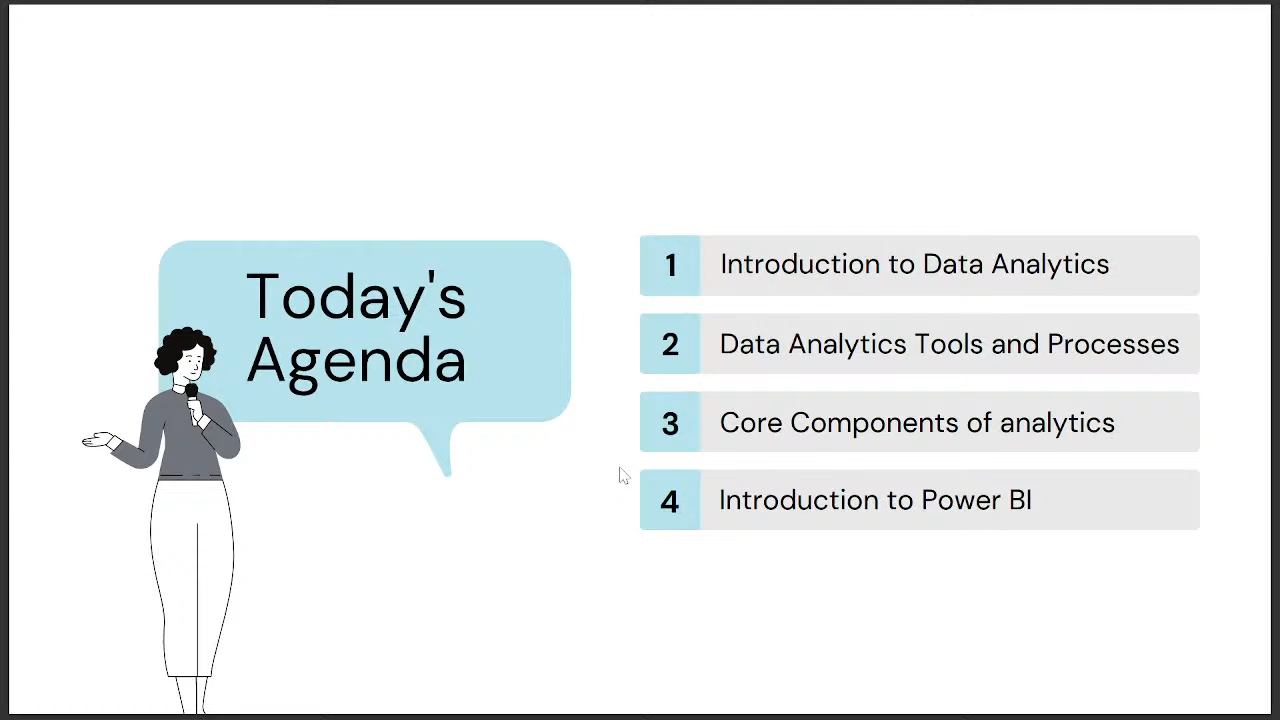 Today's
Agenda
1 Introduction to Data Analytics
2 Data Analytics Tools and Processes
3 Core Components of analytics
4 Introduction to Power BI